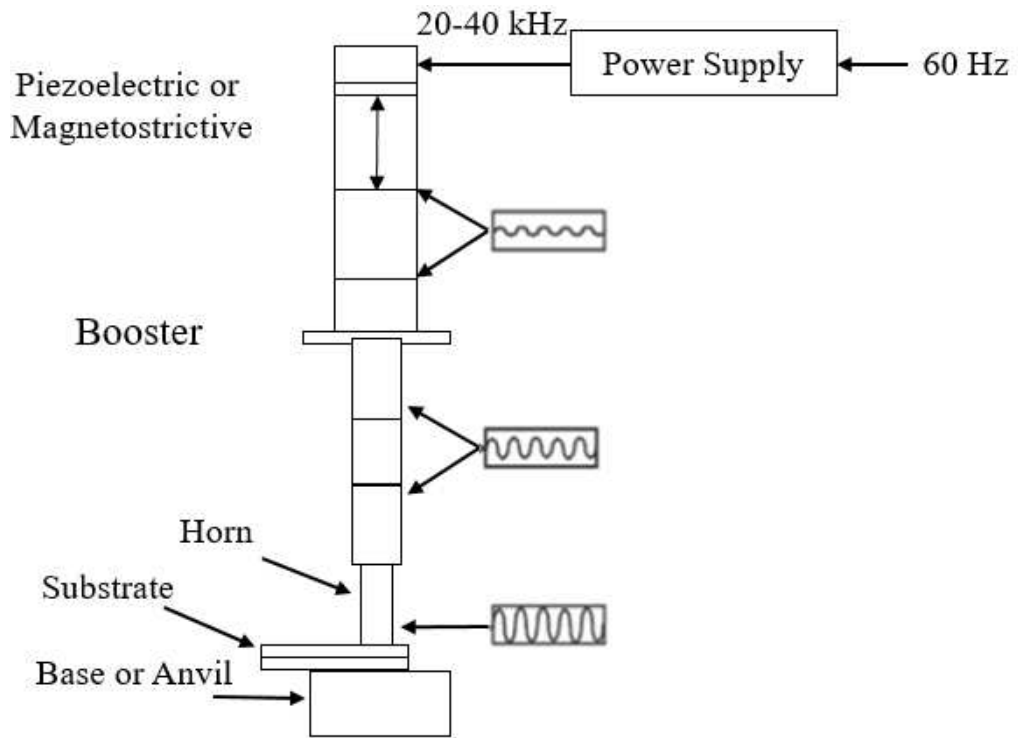 20-40 kHz
Power Supply
60 Hz
Piezoelectric or
Magnetostrictive
Booster
Horn
Substrate
Base or Anvil